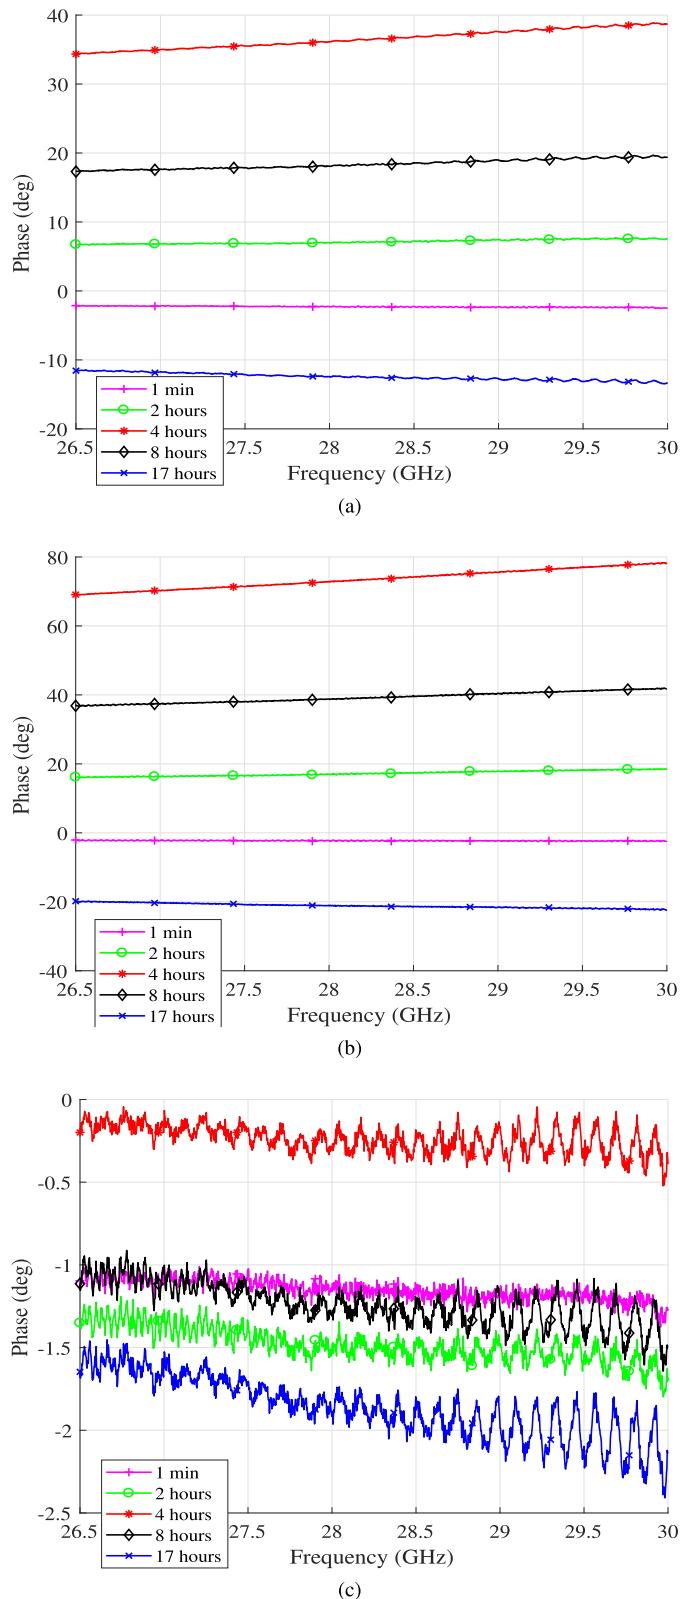 40
30
20
10
0
-10
-20
Phase (deg)
1 min
2 hours
4 hours
8 hours
17 hours
26.5 27.5 28 28.5 29 29.5 30
Frequency (GHz)
(a)
80
60
40
20
0
-20
-40
Phase (deg)
1 min
2 hours
4 hours
8 hours
17 hours
26.5 27.5 28 28.5 29 29.5 30
Frequency (GHz)
(b)
0
-0.5
-1
-1.5
-2
-2.5
Phase (deg)
1 min
2 hours
4 hours
8 hours
17 hours
26.5 27.5 28 28.5 29 29.5 30
Frequency (GHz)
(c)